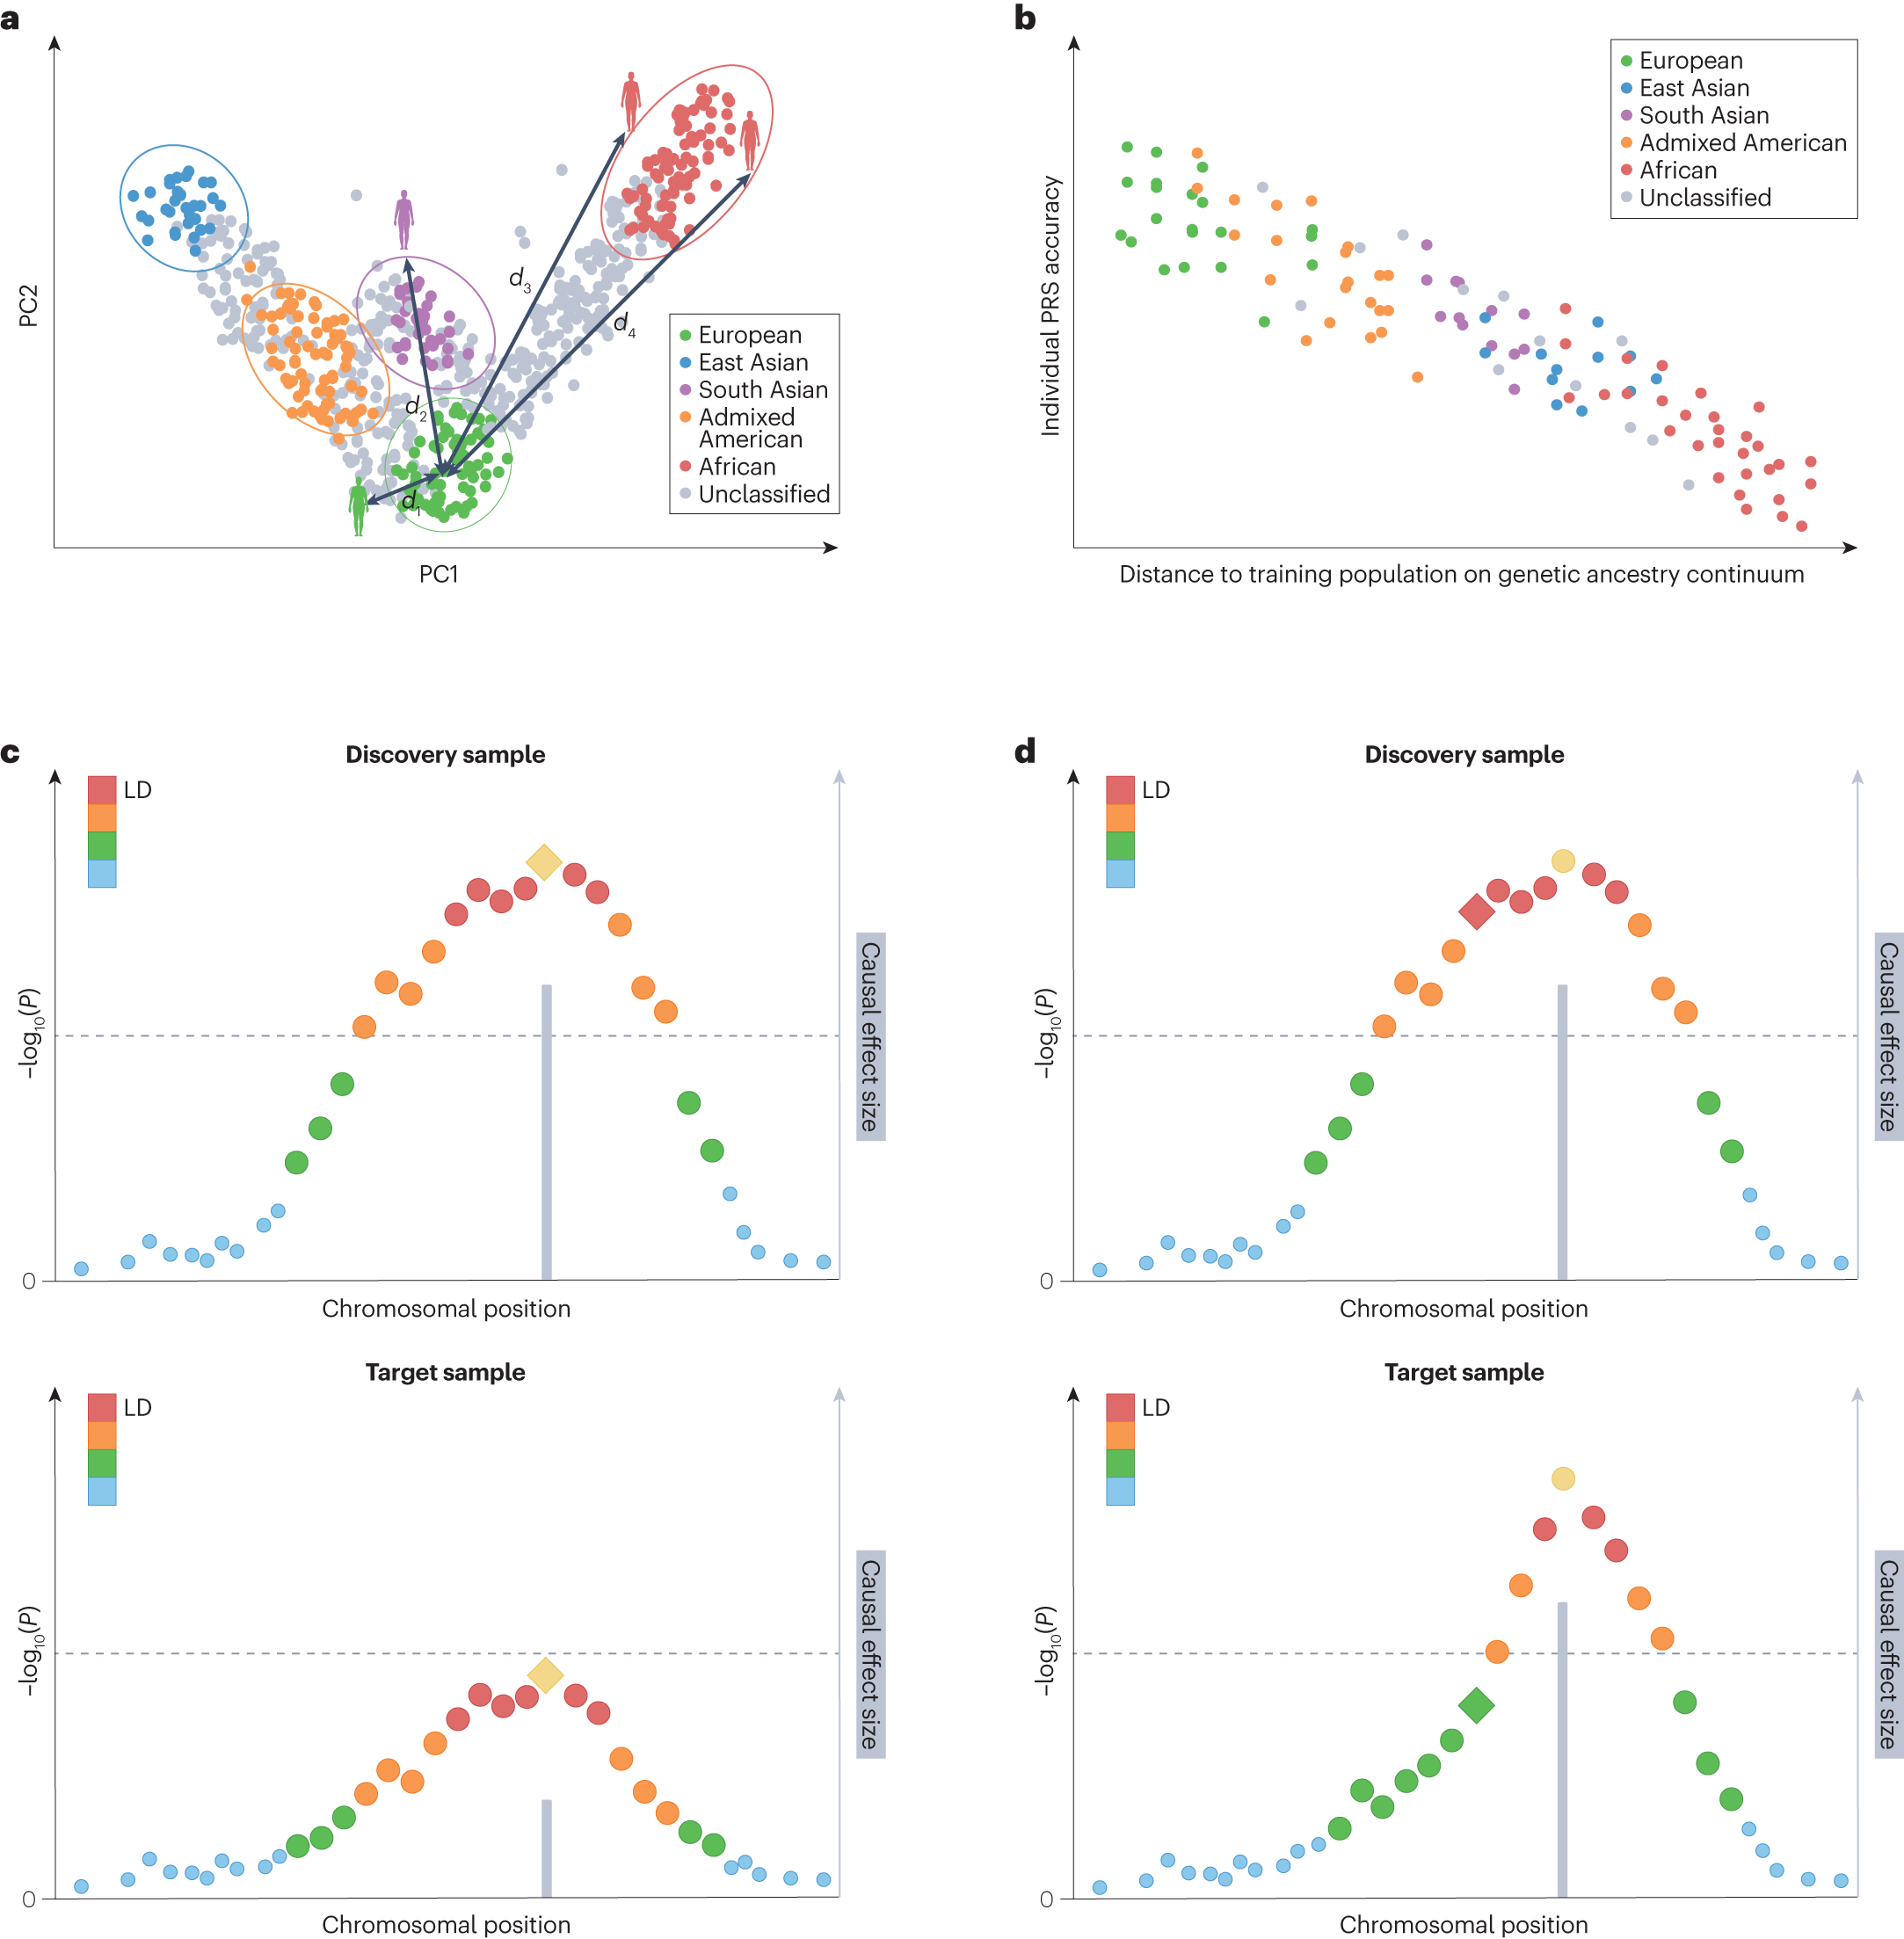 a
PC2
PC1
d1
d2
d3
d4
European
East Asian
South Asian
Admixed
American
African
Unclassified
b
Individual PRS accuracy
Distance to training population on genetic ancestry continuum
European
East Asian
South Asian
Admixed American
African
Unclassified
c
Discovery sample
LD
−log10(P)
Causal effect size
0
Chromosomal position
Target sample
LD
−log10(P)
Causal effect size
0
Chromosomal position
d
Discovery sample
LD
−log10(P)
Causal effect size
0
Chromosomal position
Target sample
LD
−log10(P)
Causal effect size
0
Chromosomal position